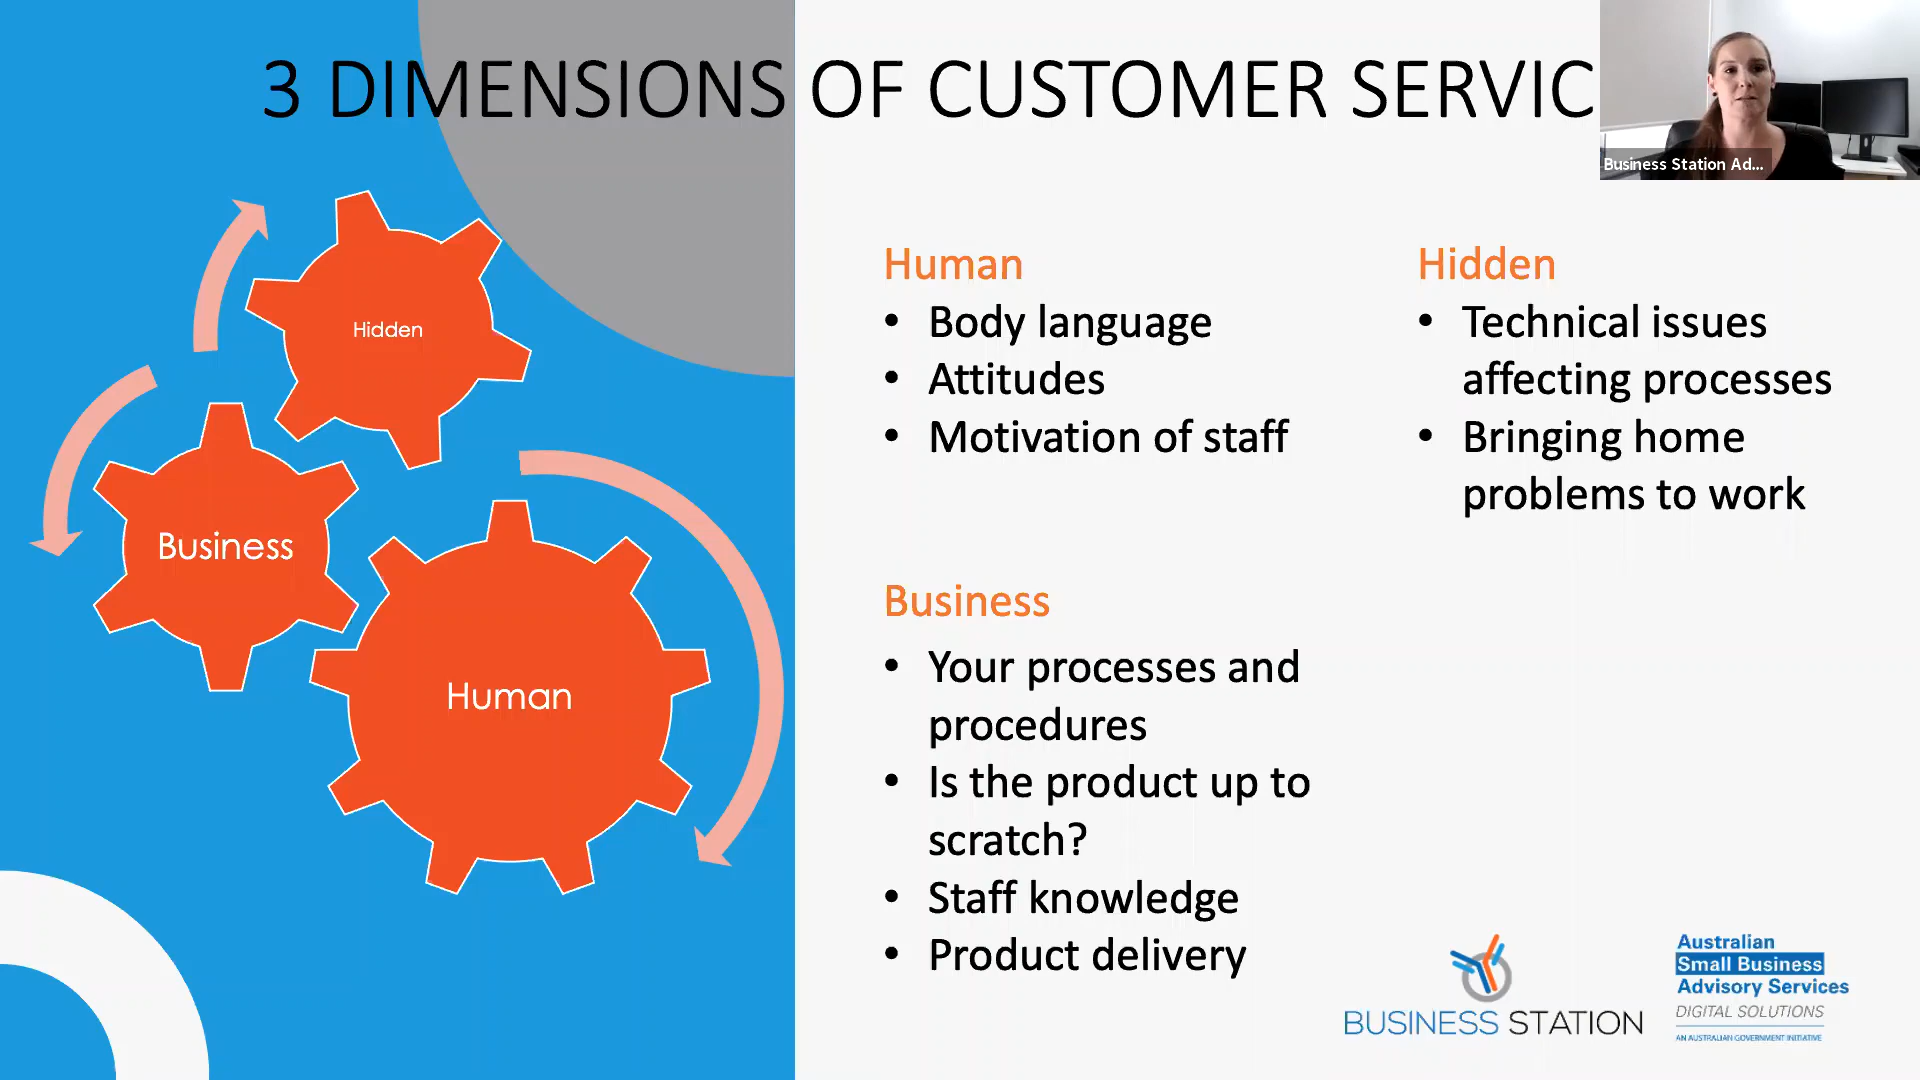 3 DIMENSIONS OF CUSTOMER SERVIC
Business Station Ad...
Hidden
Business
Human
Human
• Body language
• Attitudes
• Motivation of staff
Hidden
• Technical issues
affecting processes
• Bringing home
problems to work
Business
• Your processes and
procedures
• Is the product up to
scratch?
• Staff knowledge
• Product delivery
BUSINESS STATION
Australian
Small Business
Advisory Services
DIGITAL SOLUTIONS
AN AUSTRALIAN GOVERNMENT INITIATIVE